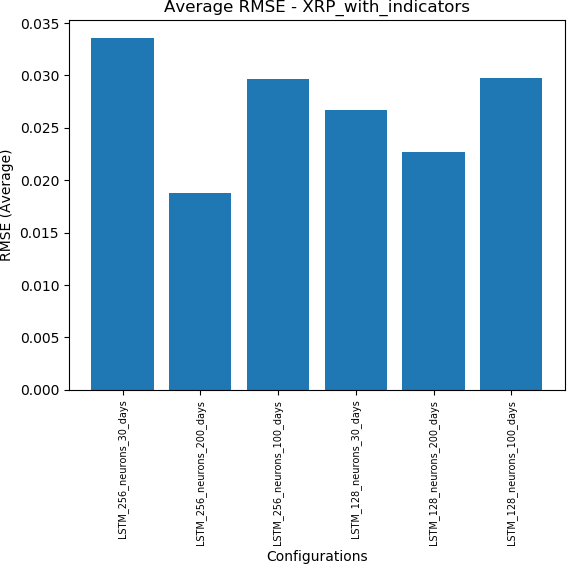 Average RMSE - XRP_with_indicators
RMSE (Average)
0.035
0.030
0.025
0.020
0.015
0.010
0.005
0.000
LSTM_256_neurons_30_days
LSTM_256_neurons_200_days
LSTM_256_neurons_100_days
LSTM_128_neurons_30_days
LSTM_128_neurons_200_days
LSTM_128_neurons_100_days
Configurations